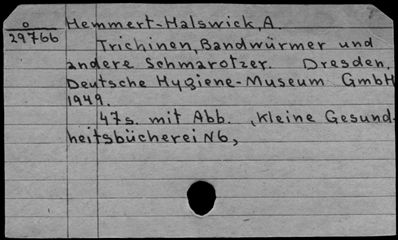 o
29766
Hemmert-Halswick, A.
Trichinen, Bandwürmer und
andere Schmarotzer. Dresden,
Deutsche Hygiene-Museum GmbH
1949.
47s. mit Abb. , kleine Gesund-
heitsbücherei N6,